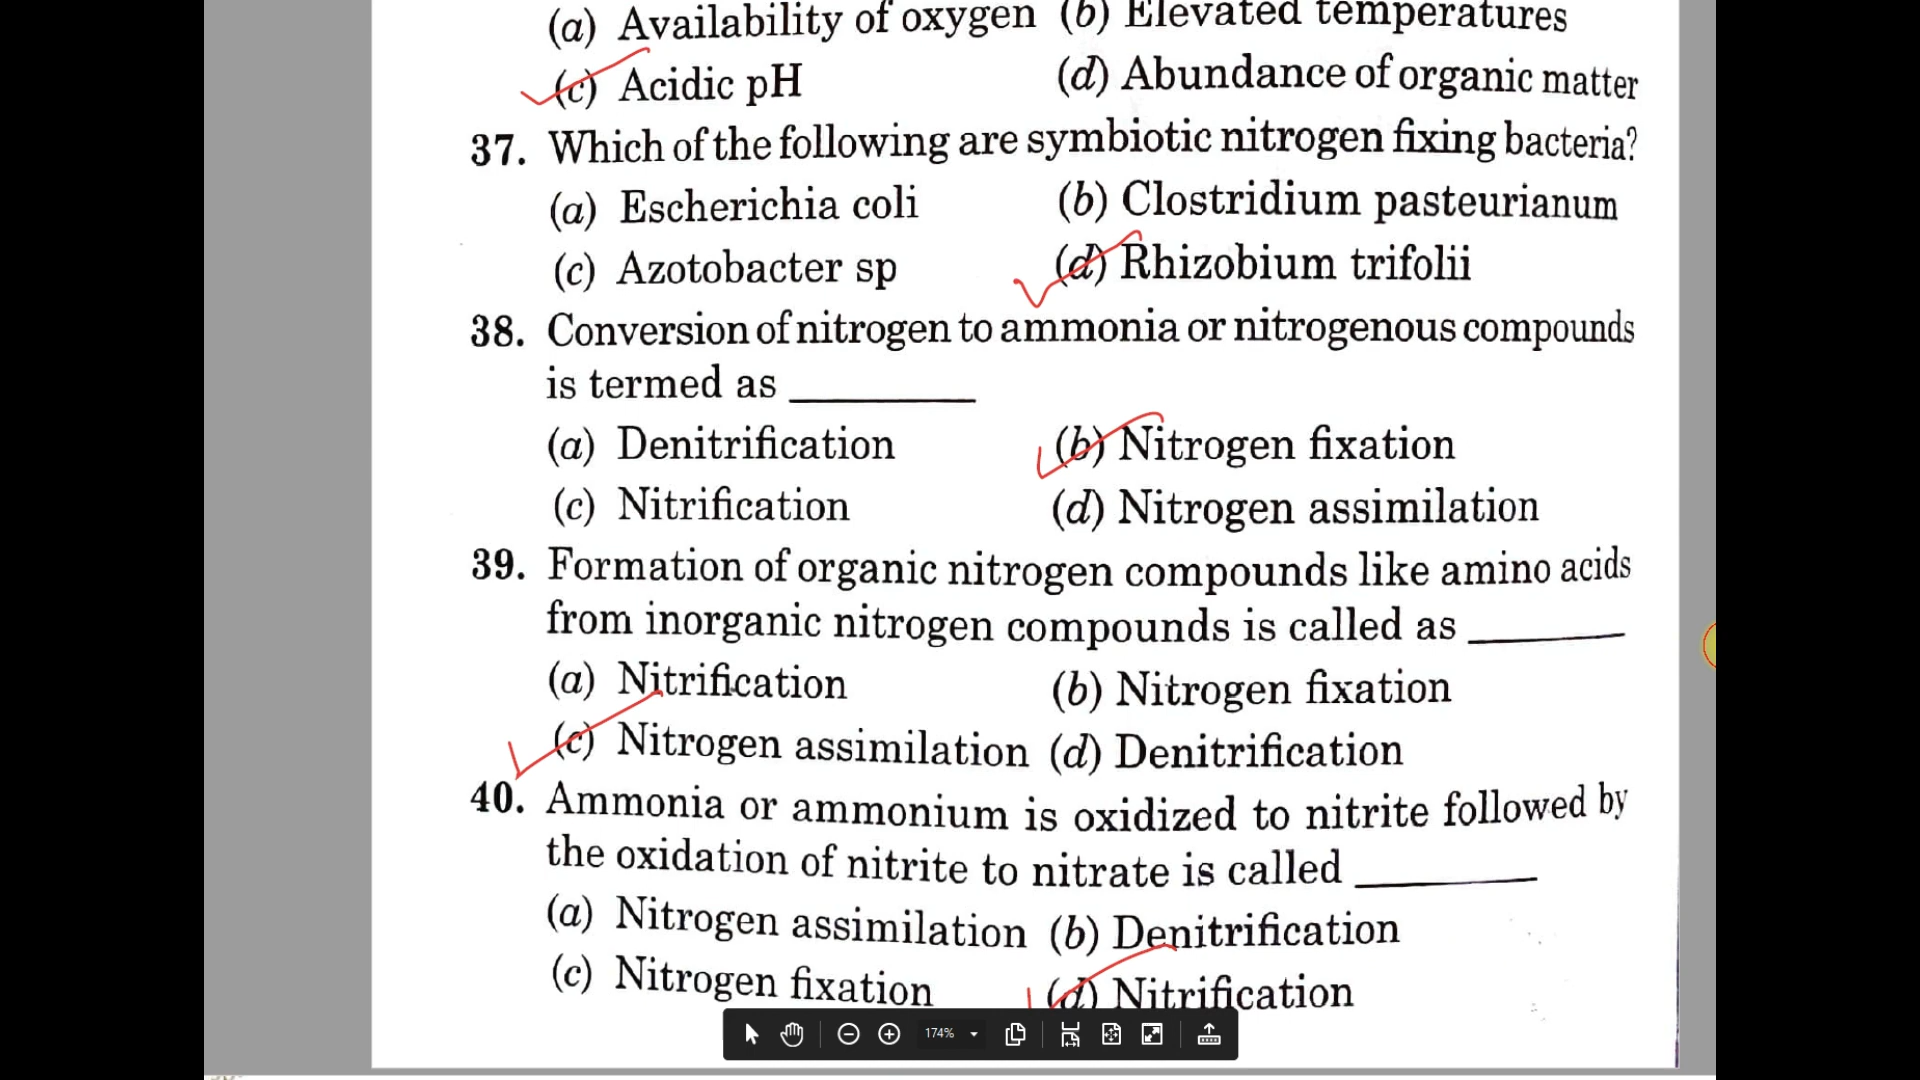 (a) Availability of oxygen (b) Elevated temperatures
(c) Acidic pH (d) Abundance of organic matter
37. Which of the following are symbiotic nitrogen fixing bacteria?
(a) Escherichia coli (b) Clostridium pasteurianum
(c) Azotobacter sp (d) Rhizobium trifolii
38. Conversion of nitrogen to ammonia or nitrogenous compounds
is termed as ________
(a) Denitrification (b) Nitrogen fixation
(c) Nitrification (d) Nitrogen assimilation
39. Formation of organic nitrogen compounds like amino acids
from inorganic nitrogen compounds is called as ________
(a) Nitrification (b) Nitrogen fixation
(c) Nitrogen assimilation (d) Denitrification
40. Ammonia or ammonium is oxidized to nitrite followed by
the oxidation of nitrite to nitrate is called ________
(a) Nitrogen assimilation (b) Denitrification
(c) Nitrogen fixation (d) Nitrification
174%